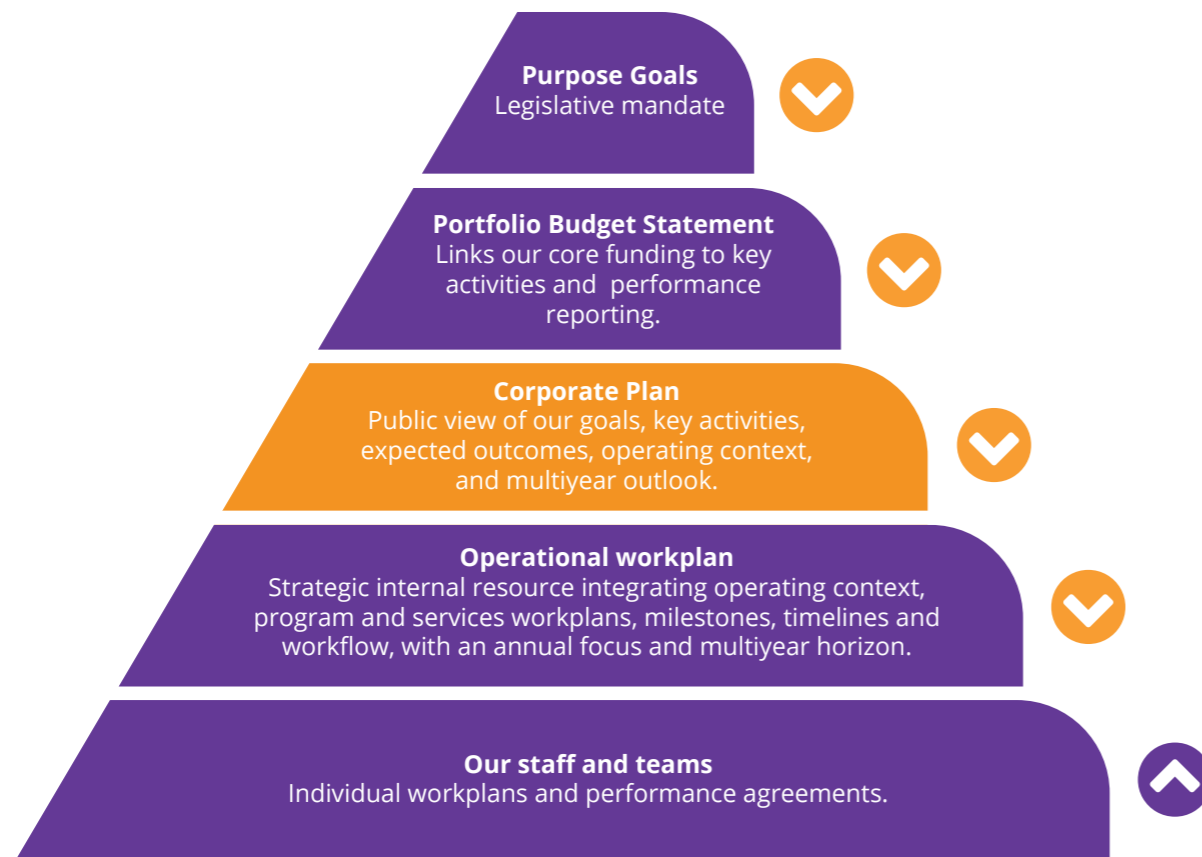 Purpose Goals
Legislative mandate
Portfolio Budget Statement
Links our core funding to key
activities and  performance
reporting.
Corporate Plan
Public view of our goals, key activities,
expected outcomes, operating context,
and multiyear outlook.
Operational workplan
Strategic internal resource integrating operating context,
program and services workplans, milestones, timelines and
workflow, with an annual focus and multiyear horizon.
Our staff and teams
Individual workplans and performance agreements.